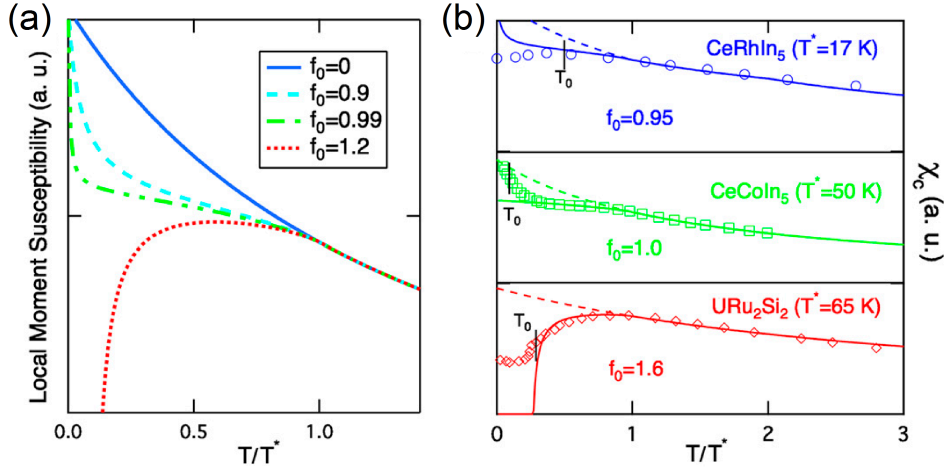 (a)
Local Moment Susceptibility (a. u.)
f₀=0
f₀=0.9
f₀=0.99
f₀=1.2
0.0
0.5
1.0
T/T*
(b)
CeRhIn₅ (T*=17 K)
T₀
f₀=0.95
CeCoIn₅ (T*=50 K)
T₀
f₀=1.0
URu₂Si₂ (T*=65 K)
T₀
f₀=1.6
χc (a. u.)
0
1
2
3
T/T*